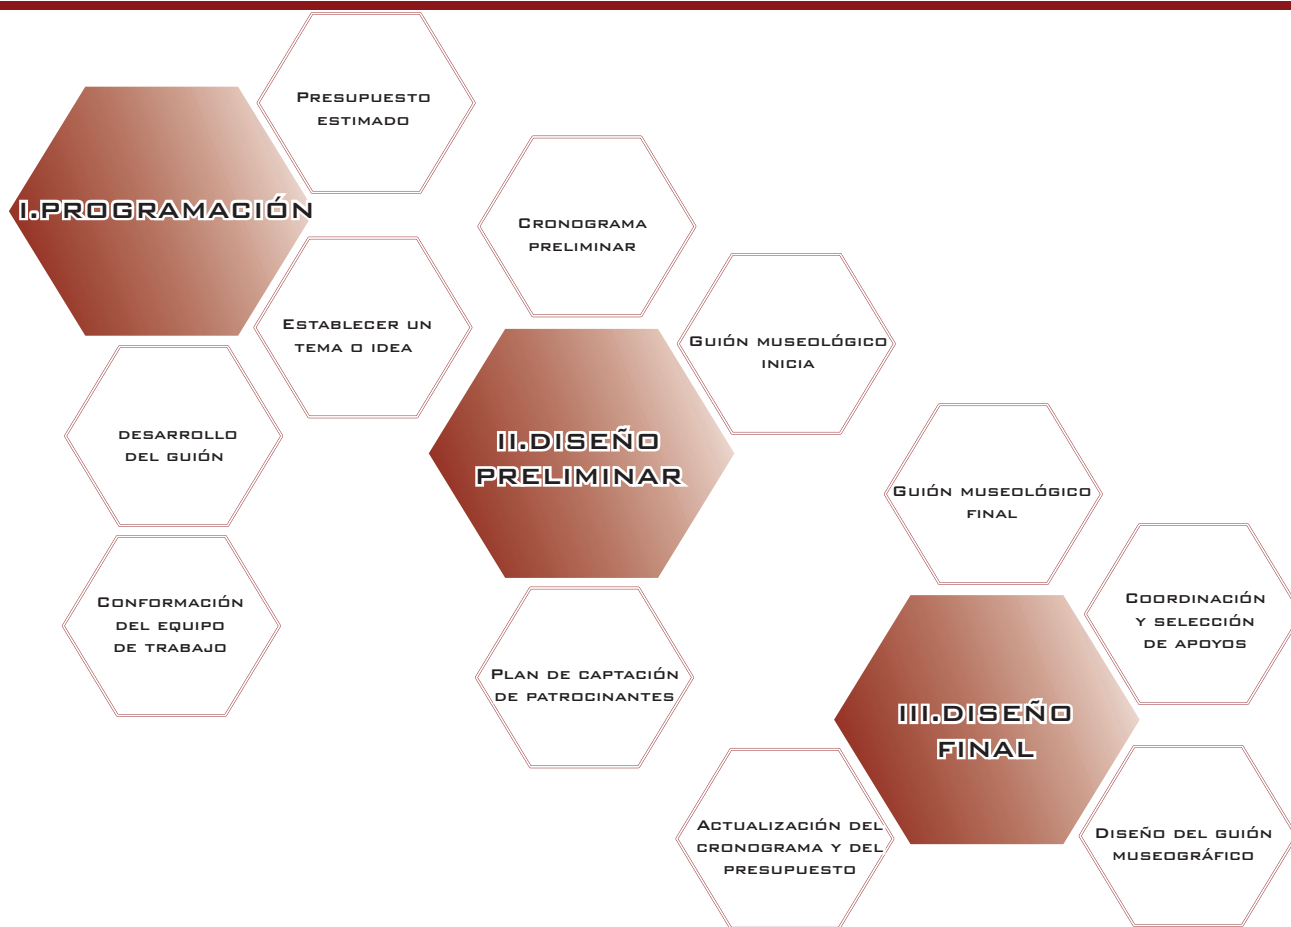 Presupuesto
estimado
I.PROGRAMACIÓN
Establecer un
tema o idea
desarrollo
del guión
Conformación
del equipo
de trabajo
Cronograma
preliminar
Guión museológico
inicia
II.DISEÑO
PRELIMINAR
Plan de captación
de patrocinantes
Guión museológico
final
Coordinación
y selección
de apoyos
III.DISEÑO
FINAL
Actualización del
cronograma y del
presupuesto
Diseño del guión
museográfico